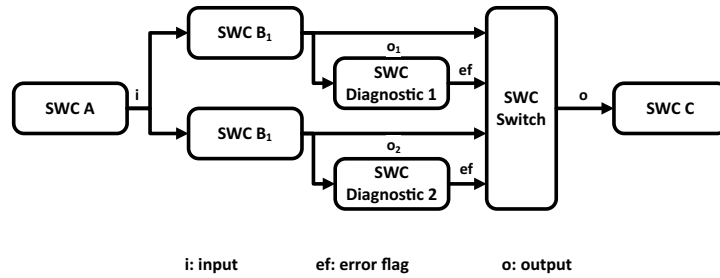 SWC A
i
SWC B₁
o₁
SWC
Diagnostic 1
ef
SWC B₁
o₂
SWC
Diagnostic 2
ef
SWC
Switch
o
SWC C
i: input
ef: error flag
o: output